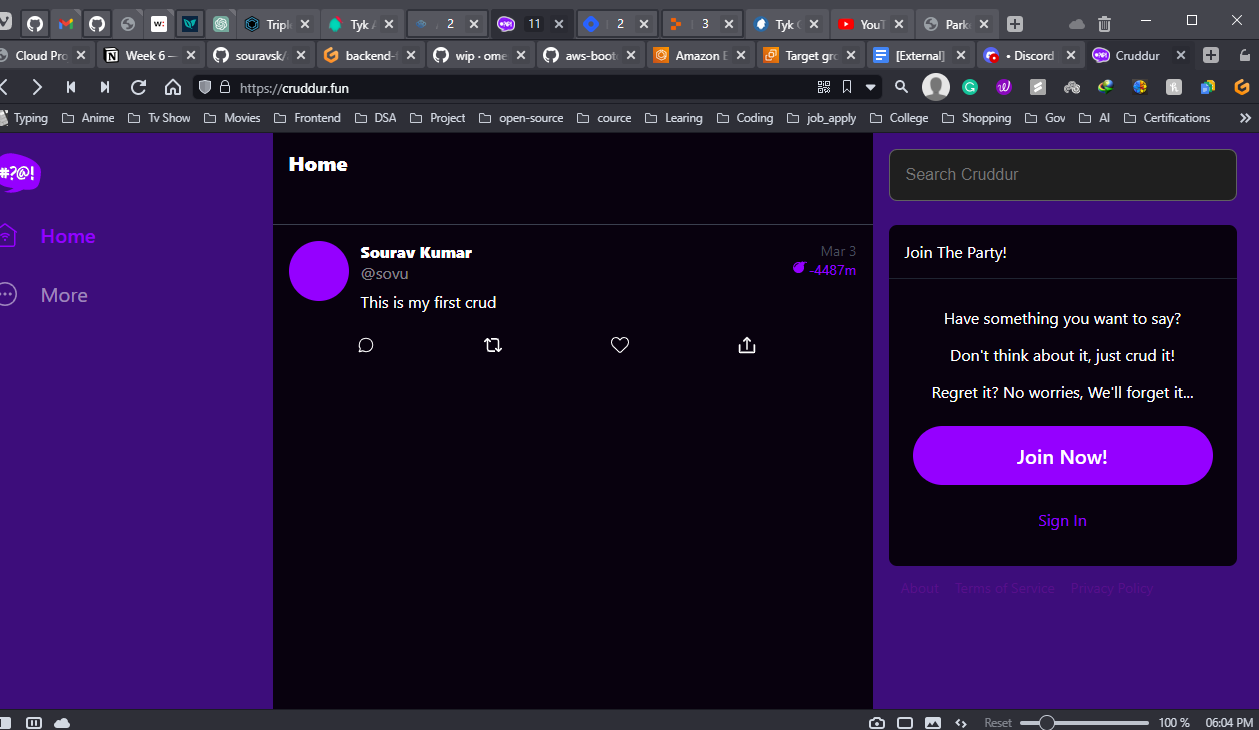 2
11
2
3
Tyk
YouT
Park
Cloud Pro
Week 6 —
souravsk/
backend-
wip · ome
aws-boot
Amazon E
Target gro
[External]
• Discord
Cruddur
https://cruddur.fun
Typing
Anime
Tv Show
Movies
Frontend
DSA
Project
open-source
cource
Learing
Coding
job_apply
College
Shopping
Gov
AI
Certifications
#?@!
Home
More
Home
Sourav Kumar
@sovu
Mar 3
-4487m
This is my first crud
Search Cruddur
Join The Party!
Have something you want to say?
Don't think about it, just crud it!
Regret it? No worries, We'll forget it...
Join Now!
Sign In
About
Terms of Service
Privacy Policy
Reset
100 %
06:04 PM